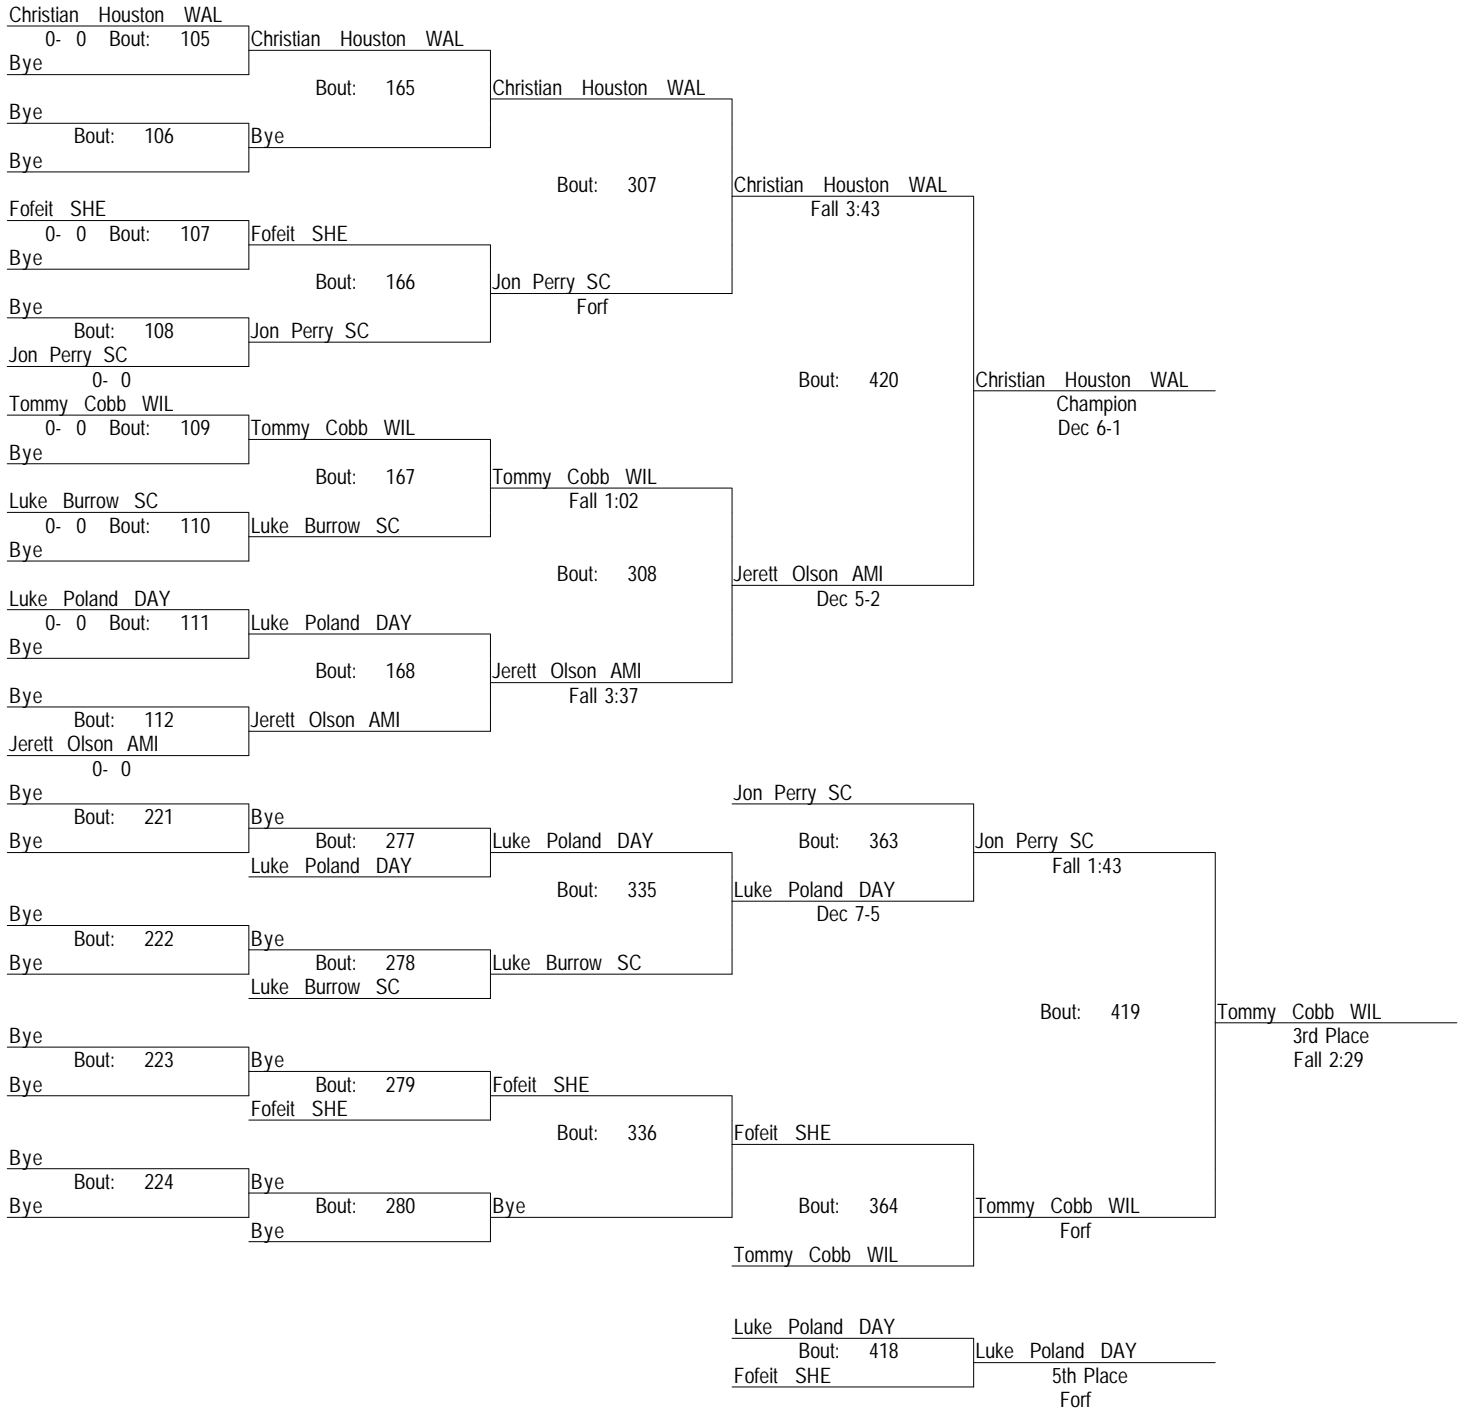 Christian Houston WAL
0- 0 Bout: 105 Christian Houston WAL
Bye
Bout: 165 Christian Houston WAL
Bye
Bout: 106 Bye
Bye
Bout: 307 Christian Houston WAL
Fofeit SHE Fall 3:43
0- 0 Bout: 107 Fofeit SHE
Bye
Bout: 166 Jon Perry SC
Bye Forf
Bout: 108 Jon Perry SC
Jon Perry SC
0- 0 Bout: 420 Christian Houston WAL
Tommy Cobb WIL Champion
0- 0 Bout: 109 Tommy Cobb WIL Dec 6-1
Bye
Bout: 167 Tommy Cobb WIL
Luke Burrow SC Fall 1:02
0- 0 Bout: 110 Luke Burrow SC
Bye
Bout: 308 Jerett Olson AMI
Luke Poland DAY Dec 5-2
0- 0 Bout: 111 Luke Poland DAY
Bye
Bout: 168 Jerett Olson AMI
Bye Fall 3:37
Bout: 112 Jerett Olson AMI
Jerett Olson AMI
0- 0
Bye Jon Perry SC
Bout: 221 Bye
Bye Bout: 277 Luke Poland DAY Bout: 363 Jon Perry SC
Luke Poland DAY Fall 1:43
Bout: 335 Luke Poland DAY
Bye Dec 7-5
Bout: 222 Bye
Bye Bout: 278 Luke Burrow SC
Luke Burrow SC
Bout: 419 Tommy Cobb WIL
Bye 3rd Place
Bout: 223 Bye Fall 2:29
Bye Bout: 279 Fofeit SHE
Fofeit SHE
Bout: 336 Fofeit SHE
Bye
Bout: 224 Bye
Bye Bout: 280 Bye Bout: 364 Tommy Cobb WIL
Bye Forf
Tommy Cobb WIL
Luke Poland DAY
Bout: 418 Luke Poland DAY
Fofeit SHE 5th Place
Forf